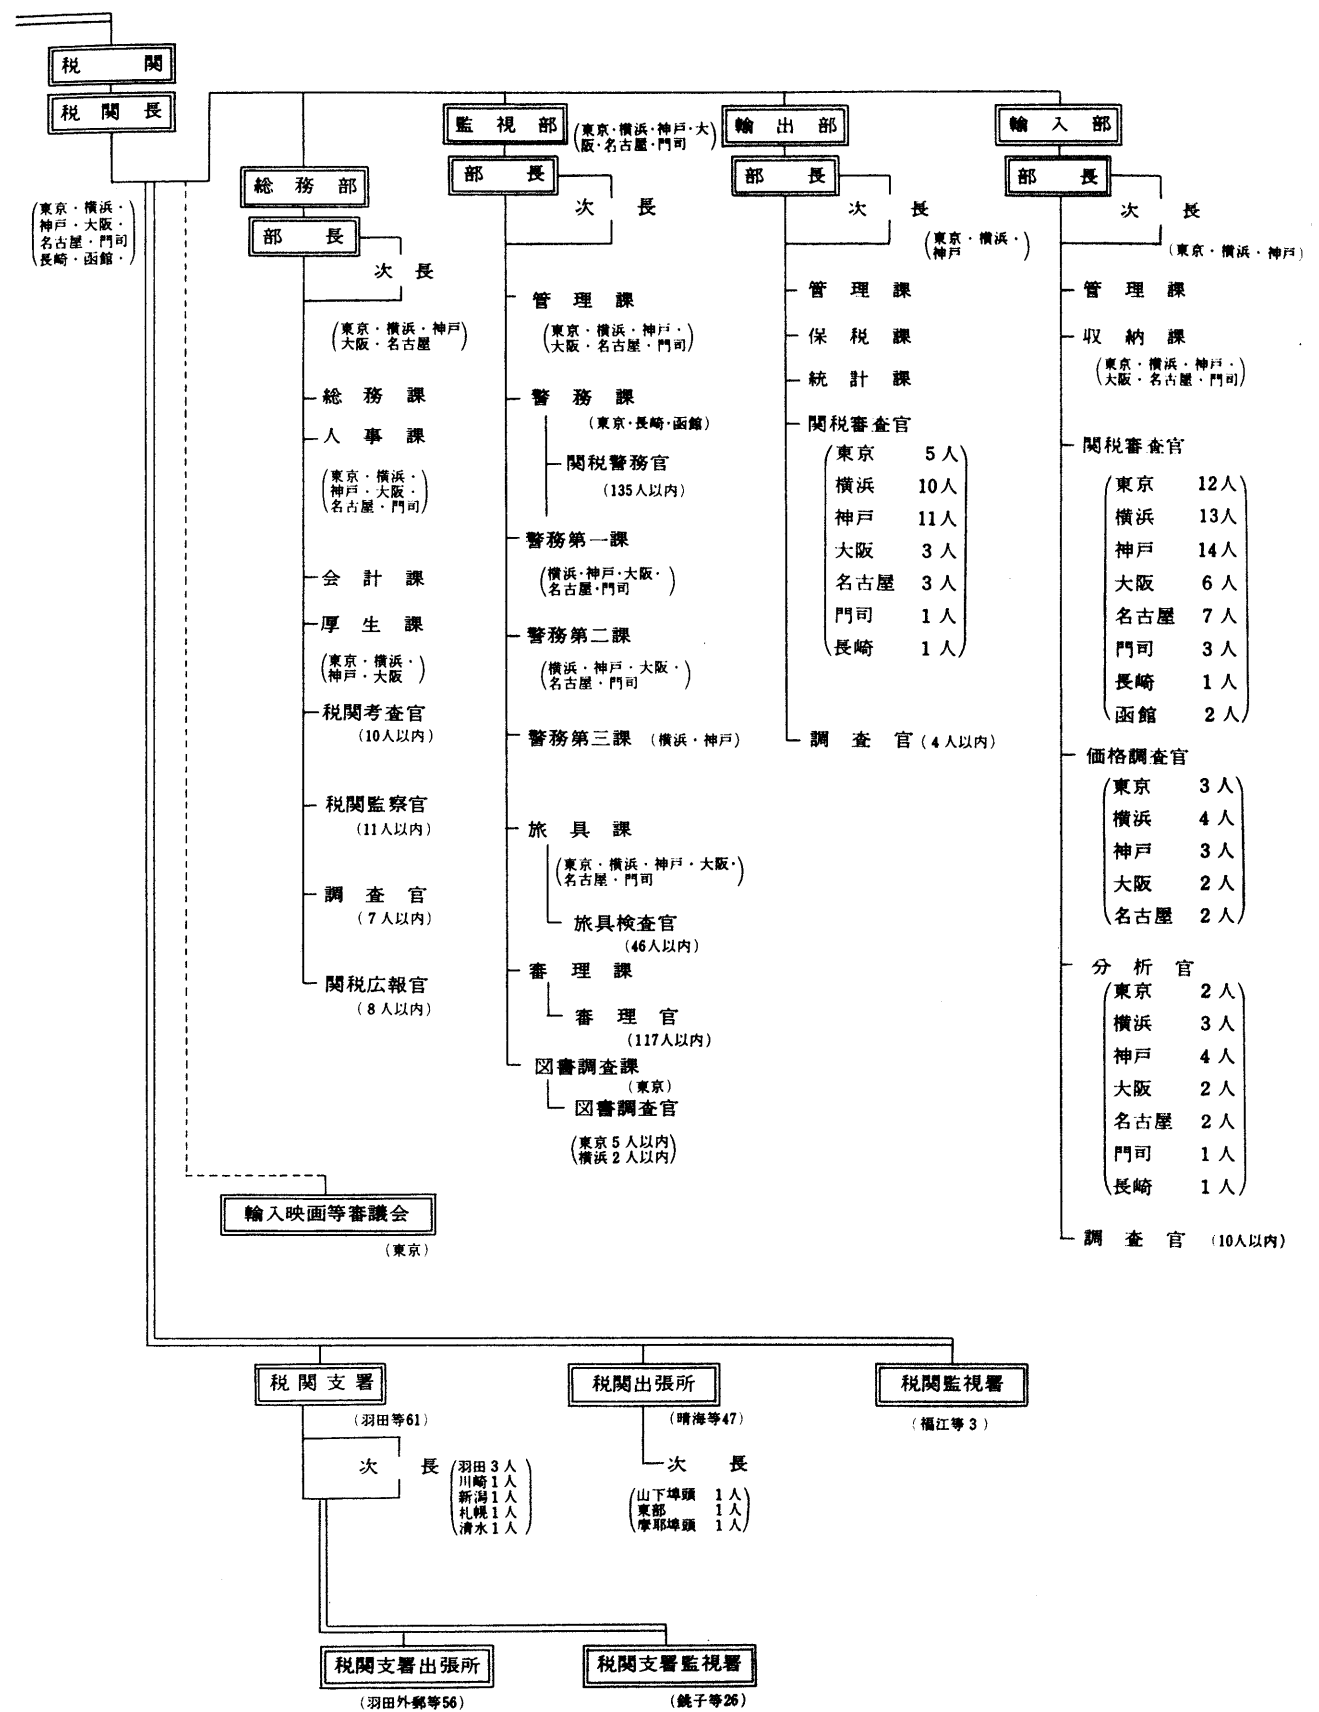 税関
税関長
(東京・横浜・
神戸・大阪・
名古屋・門司
長崎・函館・)
総務部
部長
次長
(東京・横浜・神戸
大阪・名古屋)
総務課
人事課
(東京・横浜・
神戸・大阪・
名古屋・門司)
会計課
厚生課
(東京・横浜・
神戸・大阪)
税関考査官
(10人以内)
税関監察官
(11人以内)
調査官
(7人以内)
関税広報官
(8人以内)
監視部
(東京・横浜・神戸・大
阪・名古屋・門司)
部長
次長
管理課
(東京・横浜・神戸・
大阪・名古屋・門司)
警務課
(東京・長崎・函館)
関税警務官
(135人以内)
警務第一課
(横浜・神戸・大阪・
名古屋・門司)
警務第二課
(横浜・神戸・大阪・
名古屋・門司)
警務第三課 (横浜・神戸)
旅具課
(東京・横浜・神戸・大阪・
名古屋・門司)
旅具検査官
(46人以内)
審理課
審理官
(117人以内)
図書調査課
(東京)
図書調査官
(東京5人以内
横浜2人以内)
輸出部
部長
次長
(東京・横浜・
神戸)
管理課
保税課
統計課
関税審査官
(東京 5人
横浜 10人
神戸 11人
大阪 3人
名古屋 3人
門司 1人
長崎 1人)
調査官 (4人以内)
輸入部
部長
次長
(東京・横浜・神戸)
管理課
収納課
(東京・横浜・神戸・
大阪・名古屋・門司)
関税審査官
(東京 12人
横浜 13人
神戸 14人
大阪 6人
名古屋 7人
門司 3人
長崎 1人
函館 2人)
価格調査官
(東京 3人
横浜 4人
神戸 3人
大阪 2人
名古屋 2人)
分析官
(東京 2人
横浜 3人
神戸 4人
大阪 2人
名古屋 2人
門司 1人
長崎 1人)
調査官 (10人以内)
輸入映画等審議会
(東京)
税関支署
(羽田等61)
次長
(羽田3人
川崎1人
新潟1人
札幌1人
清水1人)
税関出張所
(晴海等47)
次長
(山下埠頭 1人
東部 1人
摩耶埠頭 1人)
税関監視署
(福江等3)
税関支署出張所
(羽田外郵等56)
税関支署監視署
(銚子等26)